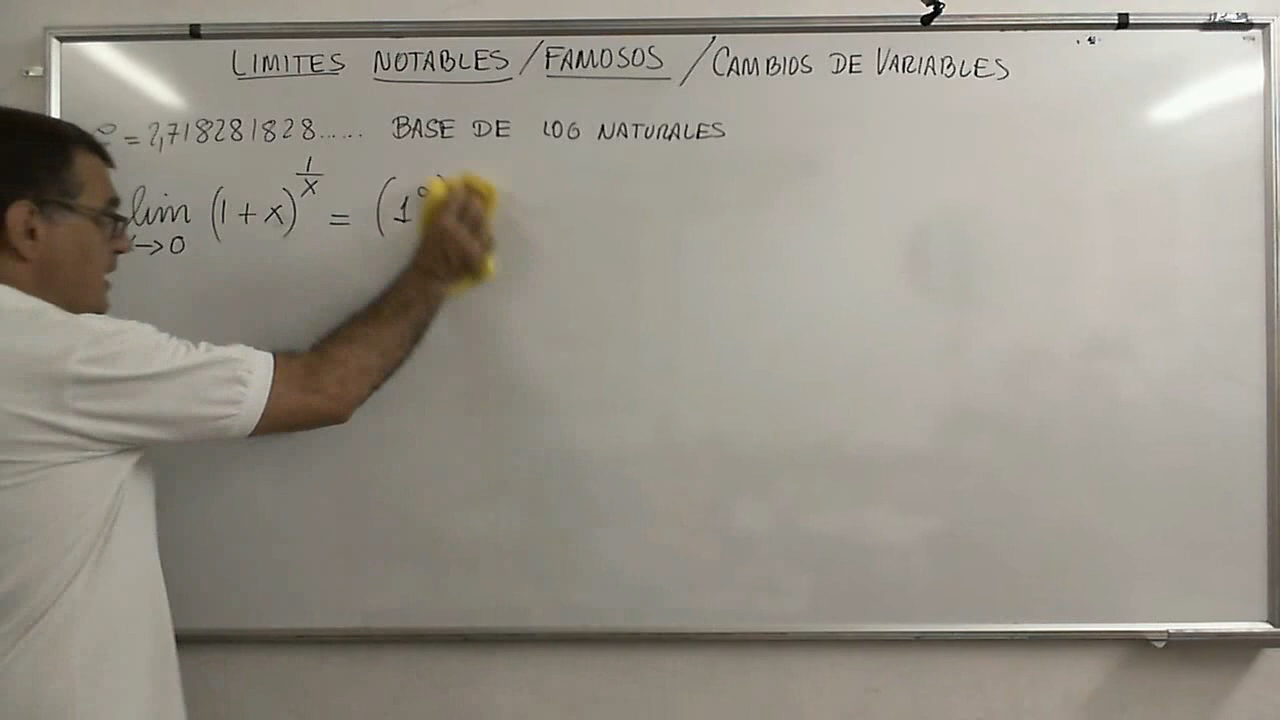 LIMITES NOTABLES / FAMOSOS / CAMBIOS DE VARIABLES
e = 2,718281828...... BASE DE LOG NATURALES
lim (1+x)^(1/x) = (1
x→0